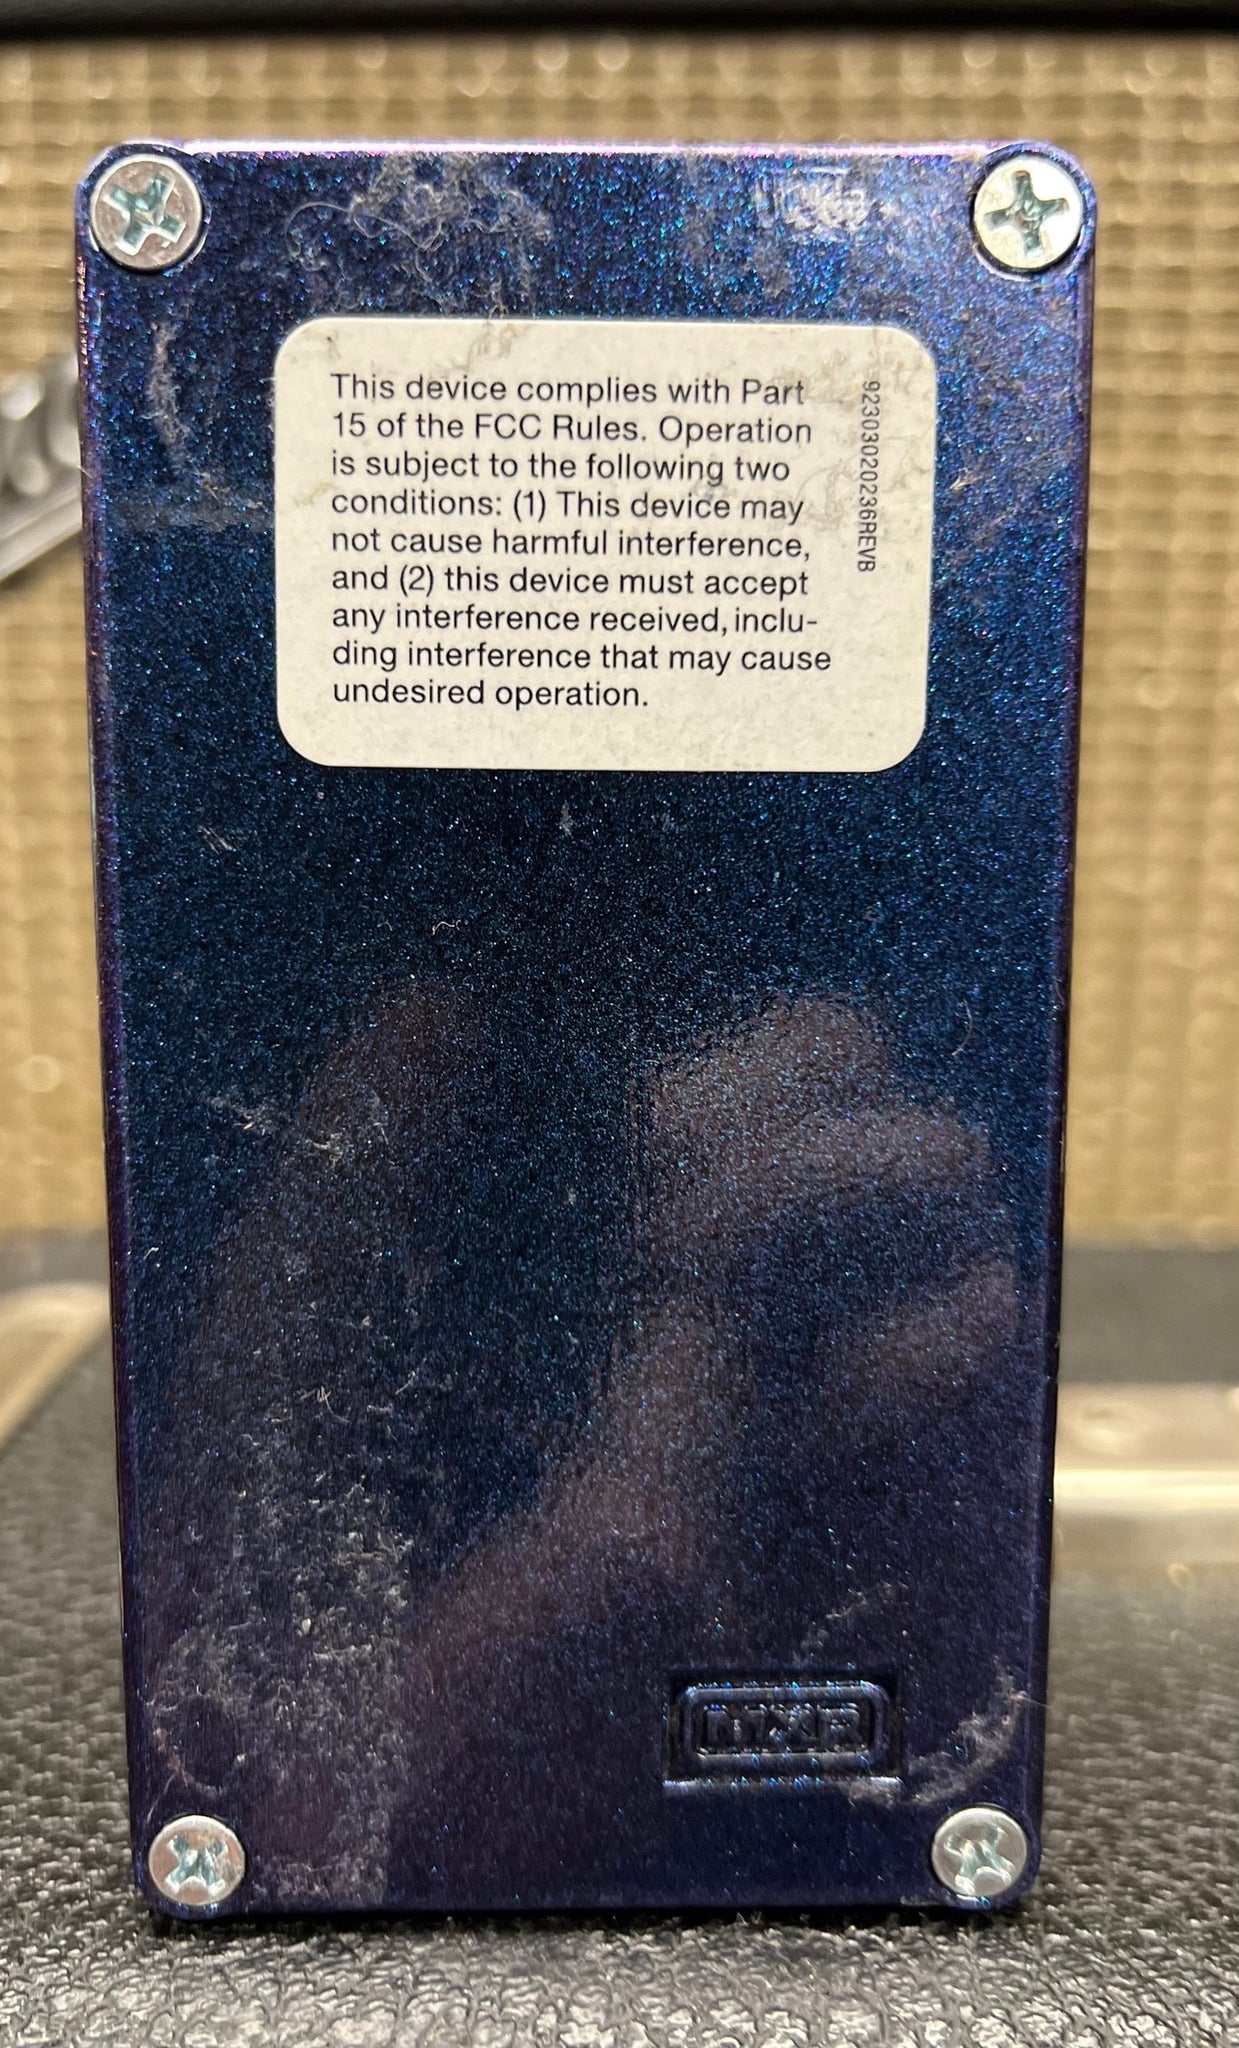 This device complies with Part
15 of the FCC Rules. Operation
is subject to the following two
conditions: (1) This device may
not cause harmful interference,
and (2) this device must accept
any interference received, inclu-
ding interference that may cause
undesired operation.
92303020236REVB
MXR